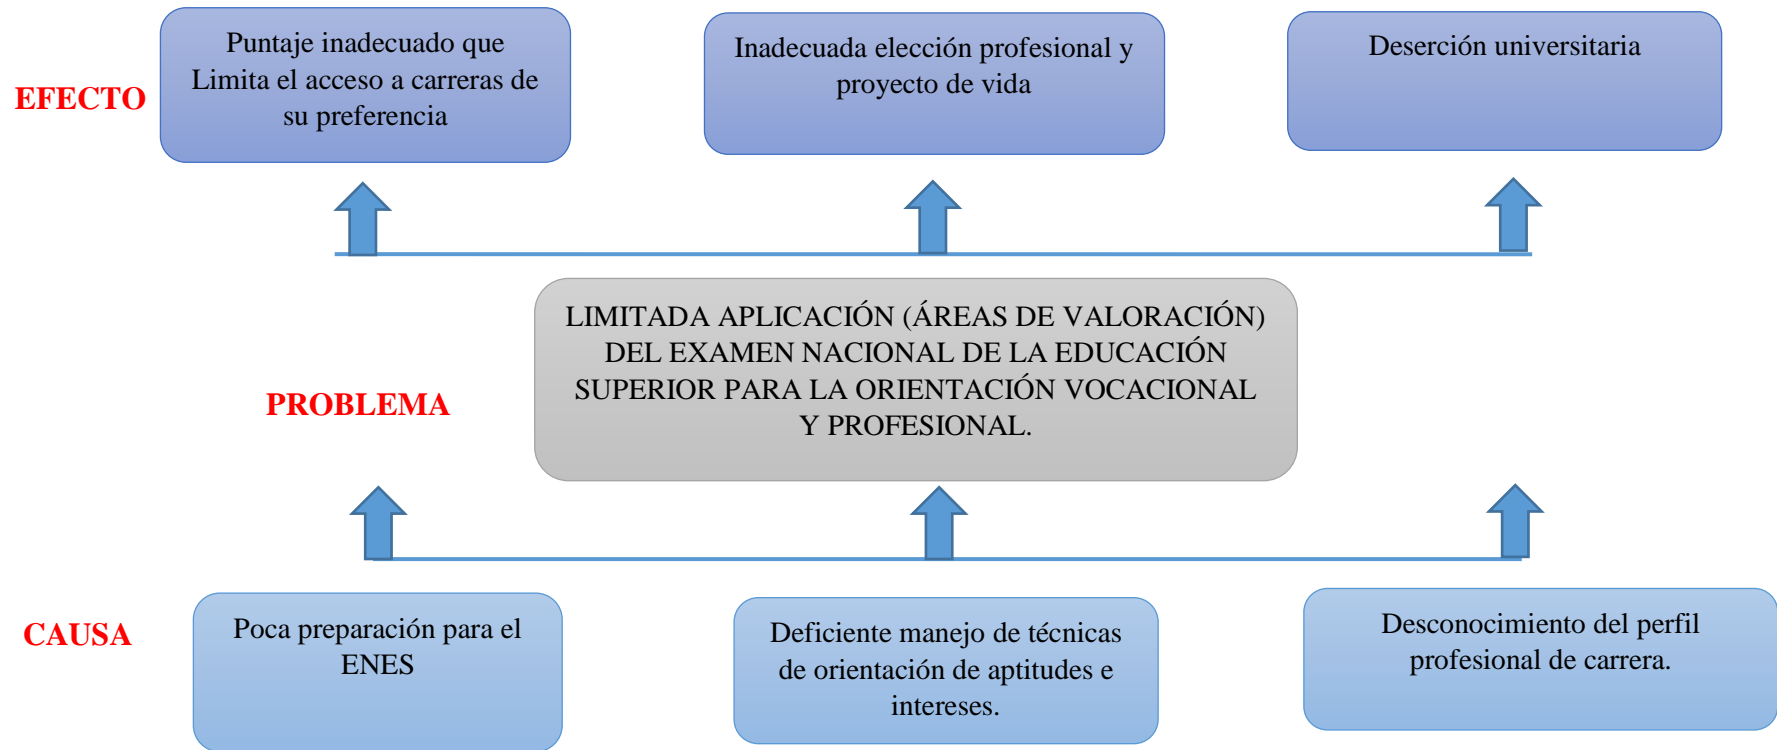 Puntaje inadecuado que
Limita el acceso a carreras de
su preferencia
Inadecuada elección profesional y
proyecto de vida
Deserción universitaria
EFECTO
LIMITADA APLICACIÓN (ÁREAS DE VALORACIÓN)
DEL EXAMEN NACIONAL DE LA EDUCACIÓN
SUPERIOR PARA LA ORIENTACIÓN VOCACIONAL
Y PROFESIONAL.
PROBLEMA
CAUSA
Poca preparación para el
ENES
Deficiente manejo de técnicas
de orientación de aptitudes e
intereses.
Desconocimiento del perfil
profesional de carrera.